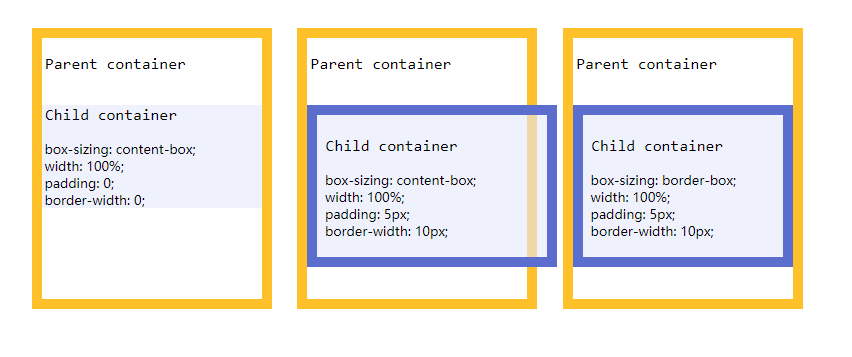 Parent container
Child container
box-sizing: content-box;
width: 100%;
padding: 0;
border-width: 0;
Parent container
Child container
box-sizing: content-box;
width: 100%;
padding: 5px;
border-width: 10px;
Parent container
Child container
box-sizing: border-box;
width: 100%;
padding: 5px;
border-width: 10px;